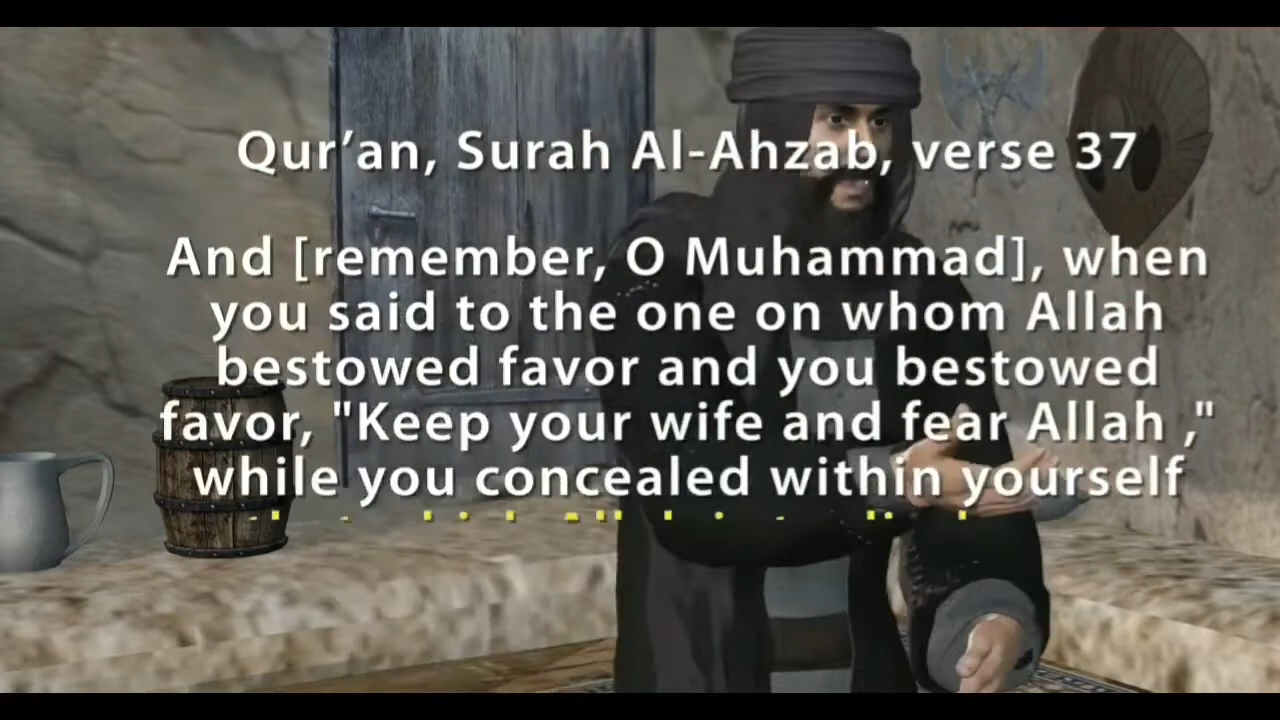 Qur’an, Surah Al-Ahzab, verse 37
And [remember, O Muhammad], when
you said to the one on whom Allah
bestowed favor and you bestowed
favor, "Keep your wife and fear Allah ,"
while you concealed within yourself